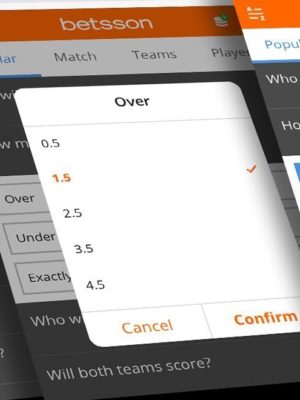 betsson
A
Z
lar
Match
Teams
Player
Popul
Who
Ho
Over
0.5
1.5
2.5
3.5
4.5
Cancel
Confirm
Over
Under
Exactly
Who w
Will both teams score?
?